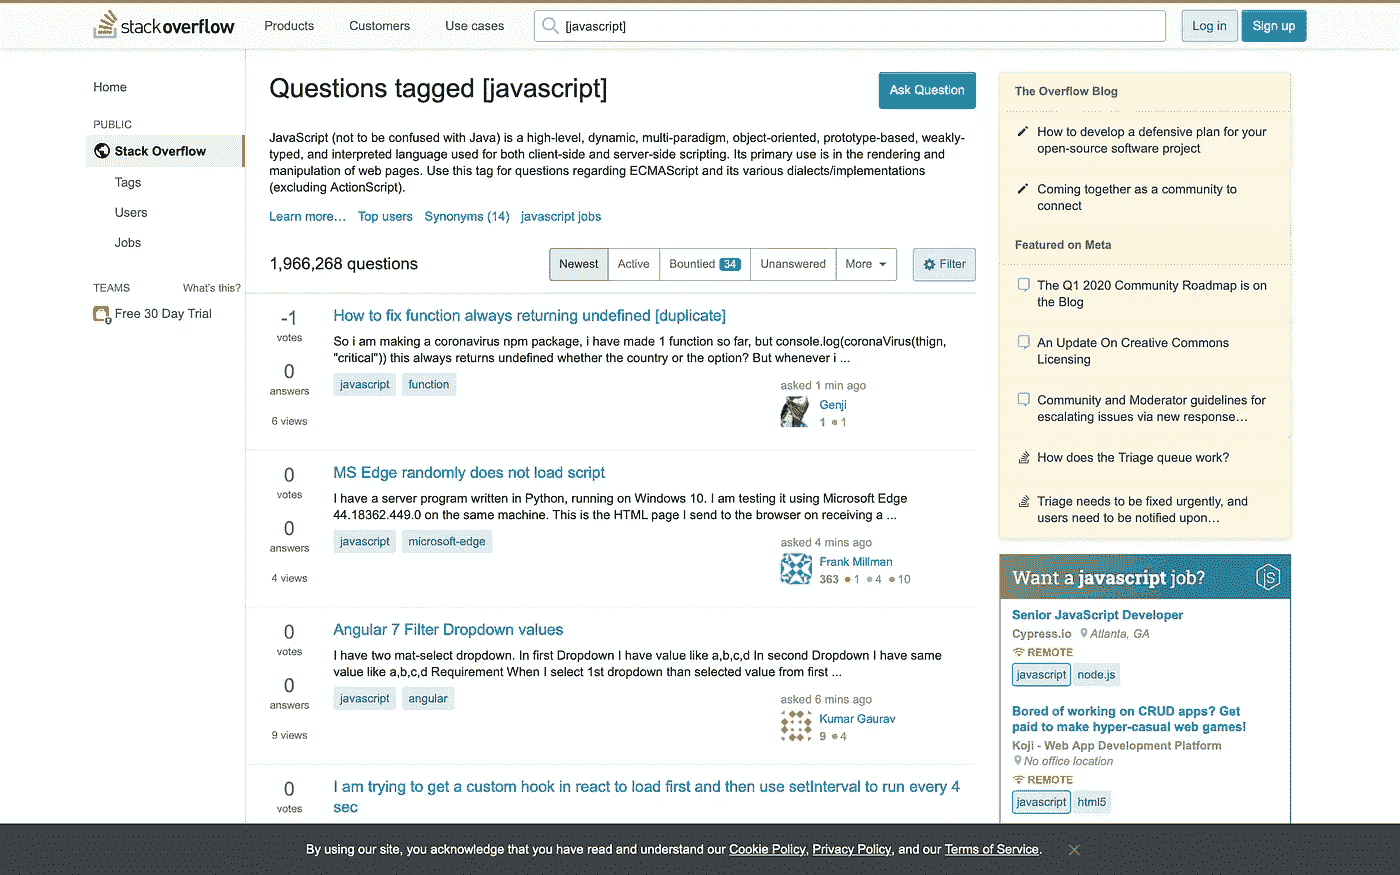 stackoverflow Products Customers Use cases [javascript] Log in Sign up
Home
PUBLIC
Stack Overflow
Tags
Users
Jobs
TEAMS What's this?
Free 30 Day Trial
Questions tagged [javascript]
Ask Question
JavaScript (not to be confused with Java) is a high-level, dynamic, multi-paradigm, object-oriented, prototype-based, weakly-
typed, and interpreted language used for both client-side and server-side scripting. Its primary use is in the rendering and
manipulation of web pages. Use this tag for questions regarding ECMAScript and its various dialects/implementations
(excluding ActionScript).
Learn more… Top users Synonyms (14) javascript jobs
1,966,268 questions
Newest Active Bountied 34 Unanswered More Filter
-1
votes
0
answers
6 views
How to fix function always returning undefined [duplicate]
So i am making a coronavirus npm package, i have made 1 function so far, but console.log(coronaVirus(thign,
"critical")) this always returns undefined whether the country or the option? But whenever i ...
javascript function
asked 1 min ago
Genji
1 1
0
votes
0
answers
4 views
MS Edge randomly does not load script
I have a server program written in Python, running on Windows 10. I am testing it using Microsoft Edge
44.18362.449.0 on the same machine. This is the HTML page I send to the browser on receiving a ...
javascript microsoft-edge
asked 4 mins ago
Frank Millman
363 1 4 10
0
votes
0
answers
9 views
Angular 7 Filter Dropdown values
I have two mat-select dropdown. In first Dropdown I have value like a,b,c,d In second Dropdown I have same
value like a,b,c,d Requirement When I select 1st dropdown than selected value from first ...
javascript angular
asked 6 mins ago
Kumar Gaurav
9 4
0
votes
I am trying to get a custom hook in react to load first and then use setInterval to run every 4
sec
The Overflow Blog
How to develop a defensive plan for your
open-source software project
Coming together as a community to
connect
Featured on Meta
The Q1 2020 Community Roadmap is on
the Blog
An Update On Creative Commons
Licensing
Community and Moderator guidelines for
escalating issues via new response…
How does the Triage queue work?
Triage needs to be fixed urgently, and
users need to be notified upon…
Want a javascript job?
JS
Senior JavaScript Developer
Cypress.io Atlanta, GA
REMOTE
javascript node.js
Bored of working on CRUD apps? Get
paid to make hyper-casual web games!
Koji - Web App Development Platform
No office location
REMOTE
javascript html5
By using our site, you acknowledge that you have read and understand our Cookie Policy, Privacy Policy, and our Terms of Service.